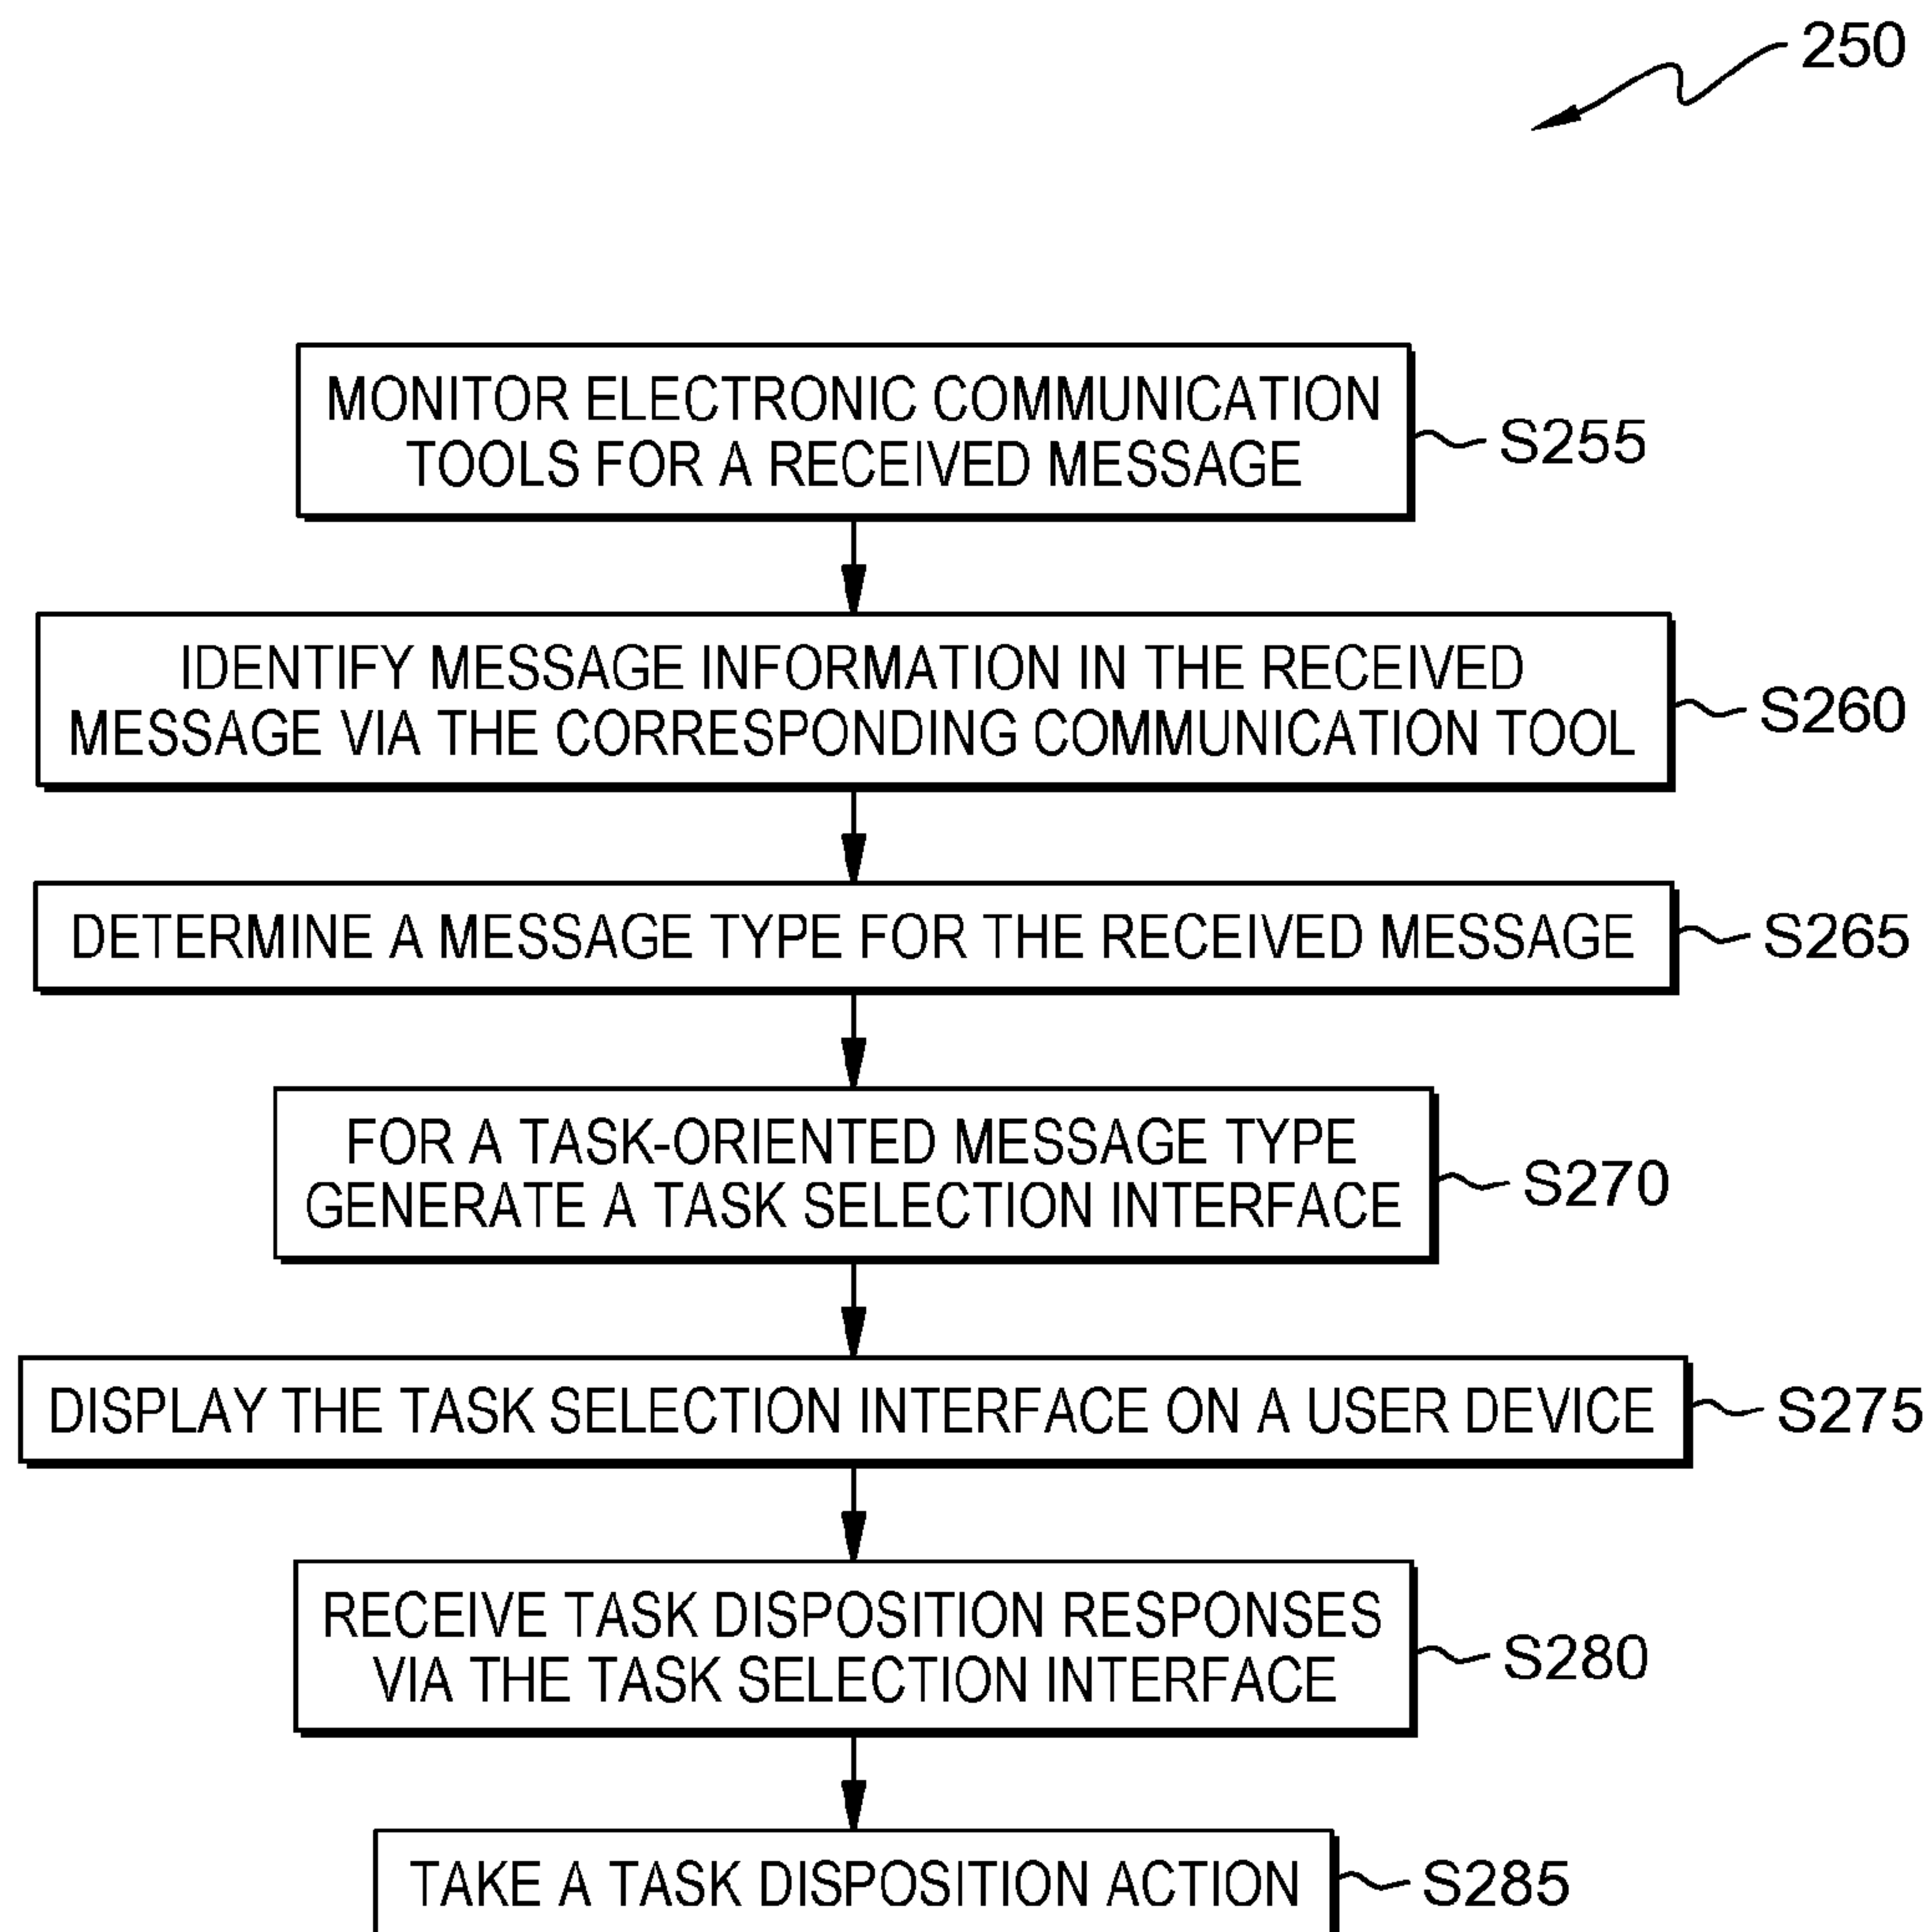 250
MONITOR ELECTRONIC COMMUNICATION
TOOLS FOR A RECEIVED MESSAGE
S255
IDENTIFY MESSAGE INFORMATION IN THE RECEIVED
MESSAGE VIA THE CORRESPONDING COMMUNICATION TOOL
S260
DETERMINE A MESSAGE TYPE FOR THE RECEIVED MESSAGE
S265
FOR A TASK-ORIENTED MESSAGE TYPE
GENERATE A TASK SELECTION INTERFACE
S270
DISPLAY THE TASK SELECTION INTERFACE ON A USER DEVICE
S275
RECEIVE TASK DISPOSITION RESPONSES
VIA THE TASK SELECTION INTERFACE
S280
TAKE A TASK DISPOSITION ACTION
S285